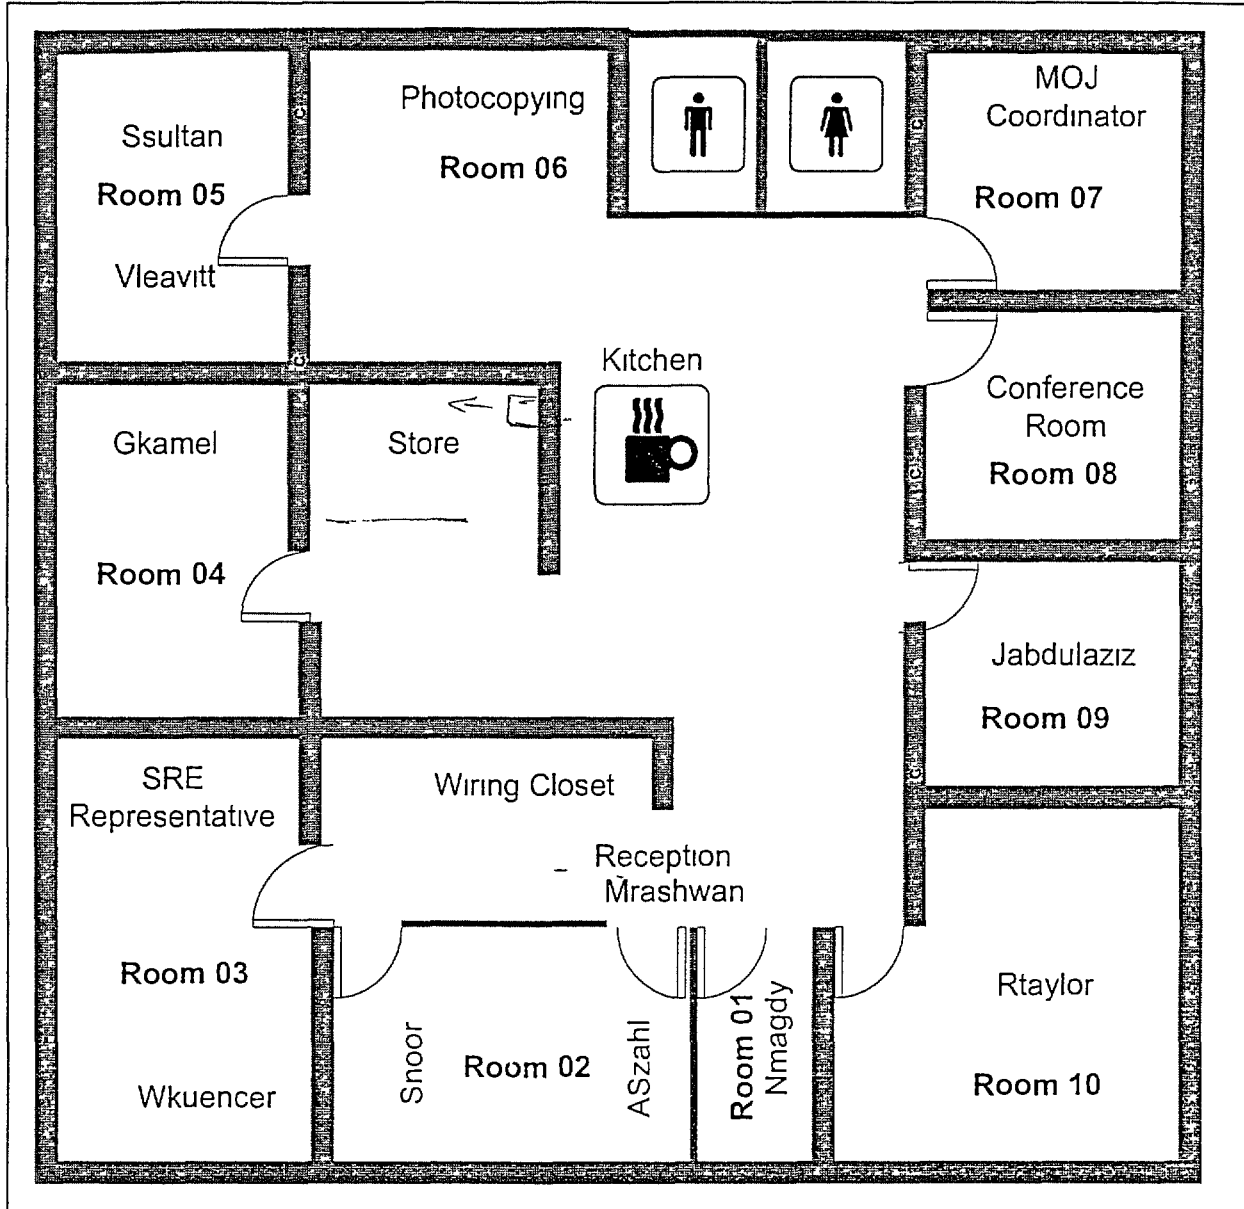 Ssultan
Room 05
Vleavitt
Photocopying
Room 06
MOJ
Coordinator
Room 07
Kitchen
Conference
Room
Room 08
Gkamel
Room 04
Store
Jabdulaziz
Room 09
SRE
Representative
Room 03
Wkuencer
Wiring Closet
Reception
Mrashwan
Snoor
Room 02
ASzahl
Room 01
Nmagdy
Rtaylor
Room 10